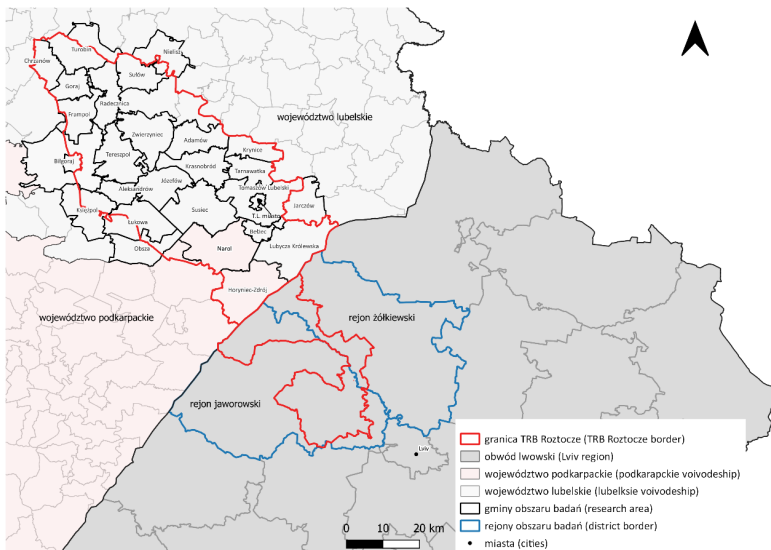 Chrzanów
Turobin
Nielisz
Sułów
Goraj
Radecznica
Frampol
województwo lubelskie
Zwierzyniec
Adamów
Krynice
Biłgoraj
Tereszpol
Krasnobród
Tarnawatka
Józefów
Aleksandrów
Tomaszów Lubelski
Księżpol
Susiec
T.L. miasto
Jarczów
Łukowa
Bełżec
Obsza
Narol
Lubycza Królewska
Horyniec-Zdrój
województwo podkarpackie
rejon żółkiewski
rejon jaworowski
Lviv
granica TRB Roztocze (TRB Roztocze border)
obwód lwowski (Lviv region)
województwo podkarpackie (podkarapckie voivodeship)
województwo lubelskie (lubelksie voivodeship)
gminy obszaru badań (research area)
rejony obszaru badań (district border)
miasta (cities)
0 10 20 km